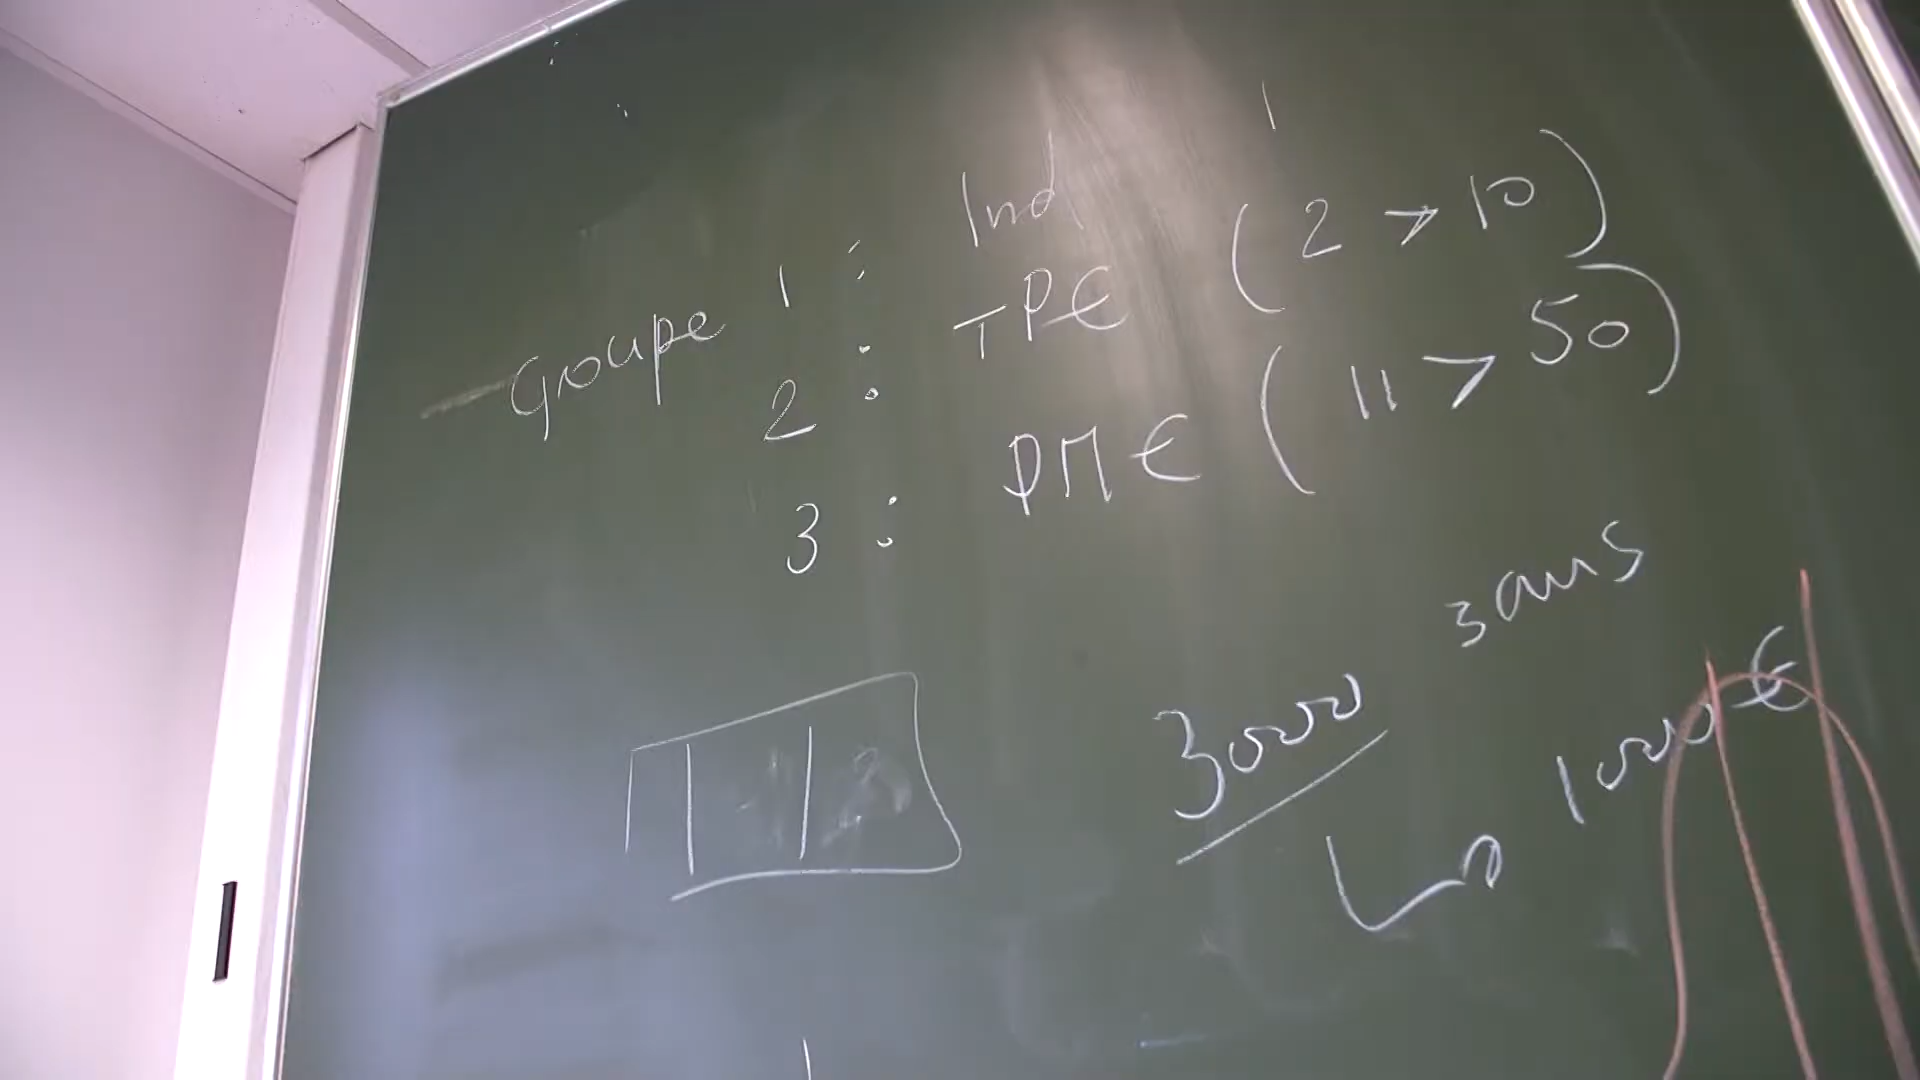 Groupe 1 : Ind
2 : TPE (2 → 10)
3 : PME (11 > 50)
3 ans
3000
1000 €